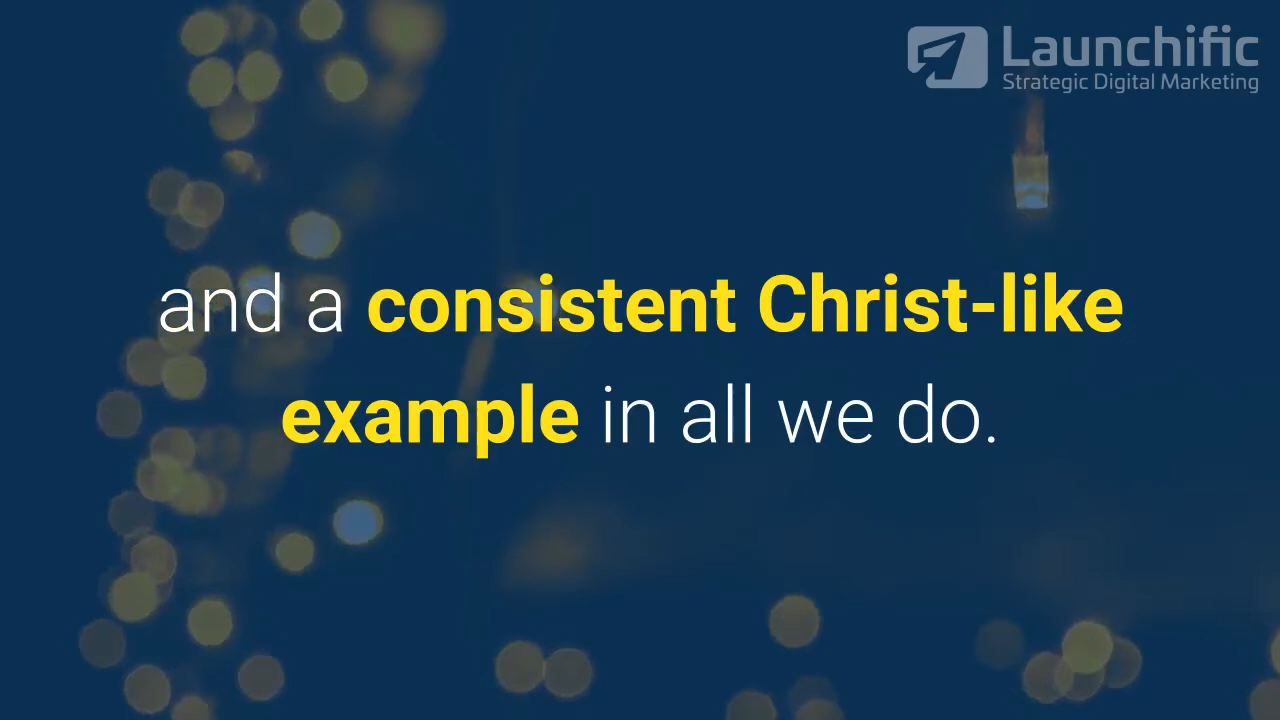 Launchific
Strategic Digital Marketing
and a consistent Christ-like
example in all we do.